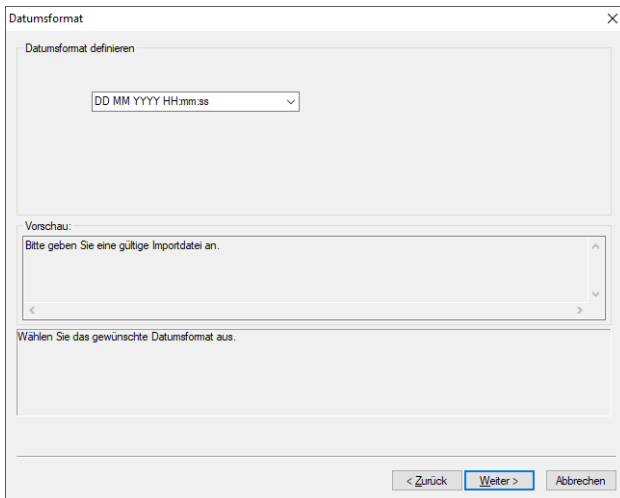 Datumsformat
Datumsformat definieren
DD MM YYYY HH:mm:ss
Vorschau:
Bitte geben Sie eine gültige Importdatei an.
Wählen Sie das gewünschte Datumsformat aus.
< Zurück Weiter > Abbrechen